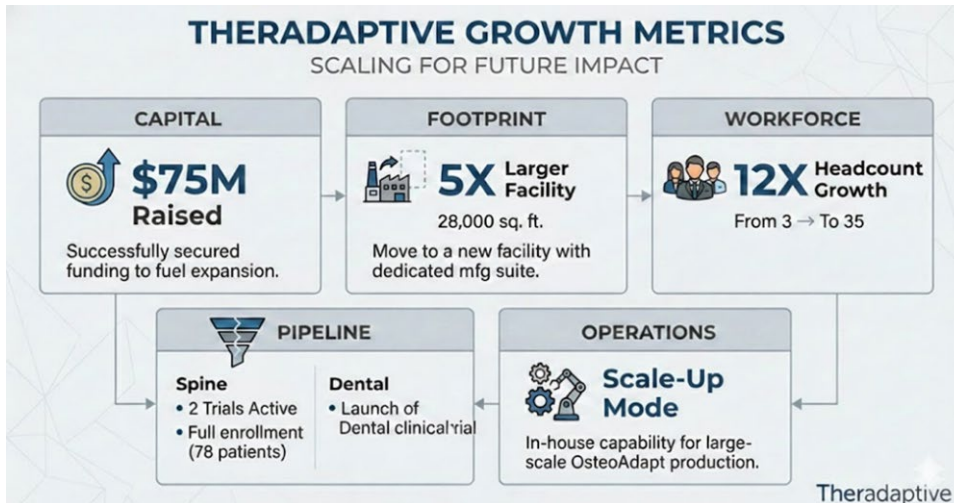 THERADAPTIVE GROWTH METRICS
SCALING FOR FUTURE IMPACT
CAPITAL
$75M
Raised
Successfully secured
funding to fuel expansion.
FOOTPRINT
5X Larger
Facility
28,000 sq. ft.
Move to a new facility with
dedicated mfg suite.
WORKFORCE
12X Headcount
Growth
From 3 → To 35
PIPELINE
Spine
• 2 Trials Active
• Full enrollment
(78 patients)
Dental
• Launch of
Dental clinical
OPERATIONS
Scale-Up
Mode
In-house capability for large-
scale OsteoAdapt production.
Theradaptive